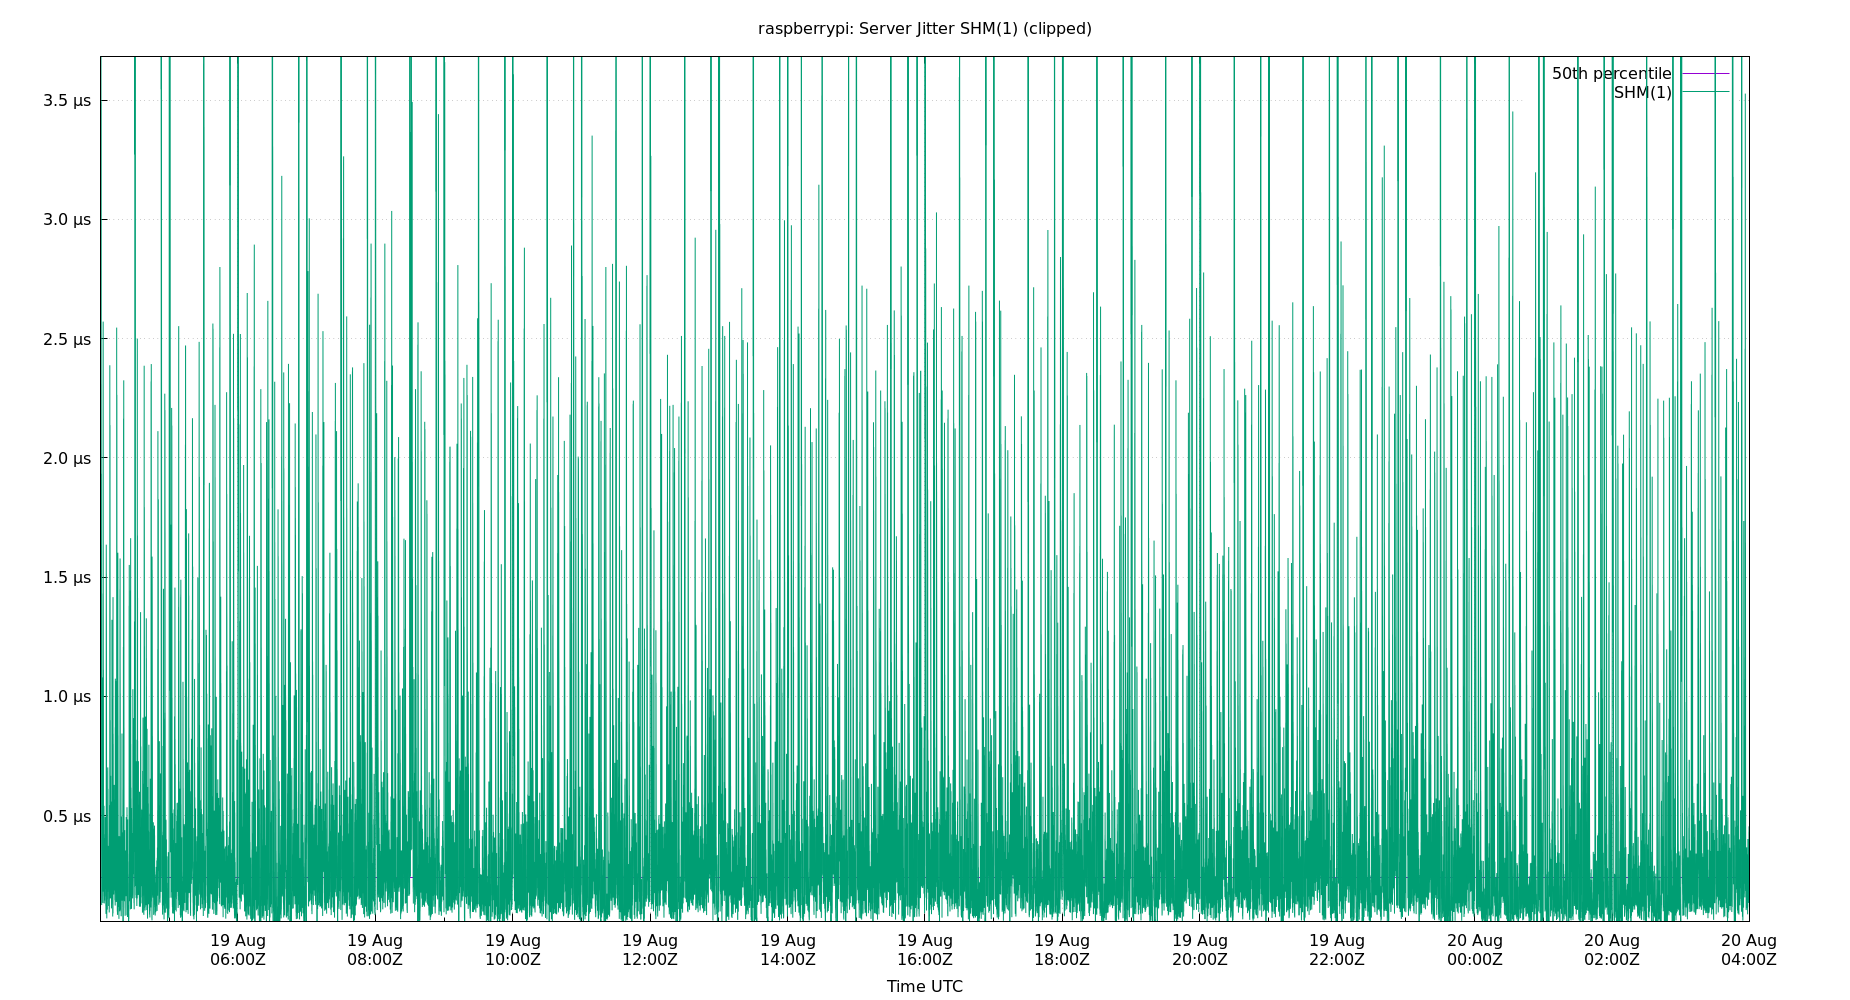 raspberrypi: Server Jitter SHM(1) (clipped)
50th percentile
SHM(1)
3.5 µs
3.0 µs
2.5 µs
2.0 µs
1.5 µs
1.0 µs
0.5 µs
19 Aug 19 Aug 19 Aug 19 Aug 19 Aug 19 Aug 19 Aug 19 Aug 19 Aug 20 Aug 20 Aug 20 Aug
06:00Z 08:00Z 10:00Z 12:00Z 14:00Z 16:00Z 18:00Z 20:00Z 22:00Z 00:00Z 02:00Z 04:00Z
Time UTC